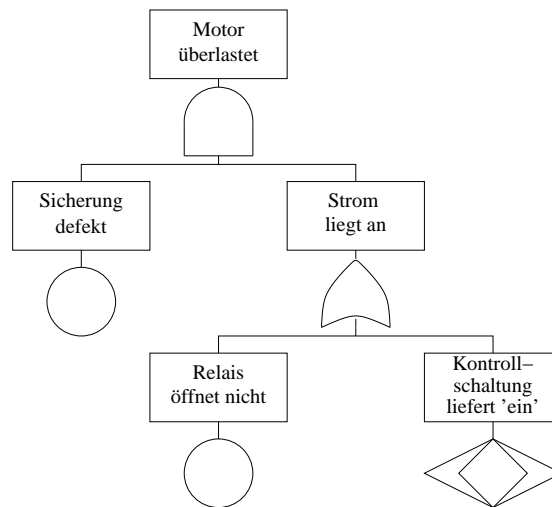 Motor
überlastet
Sicherung
defekt
Strom
liegt an
Relais
öffnet nicht
Kontroll–
schaltung
liefert ’ein’